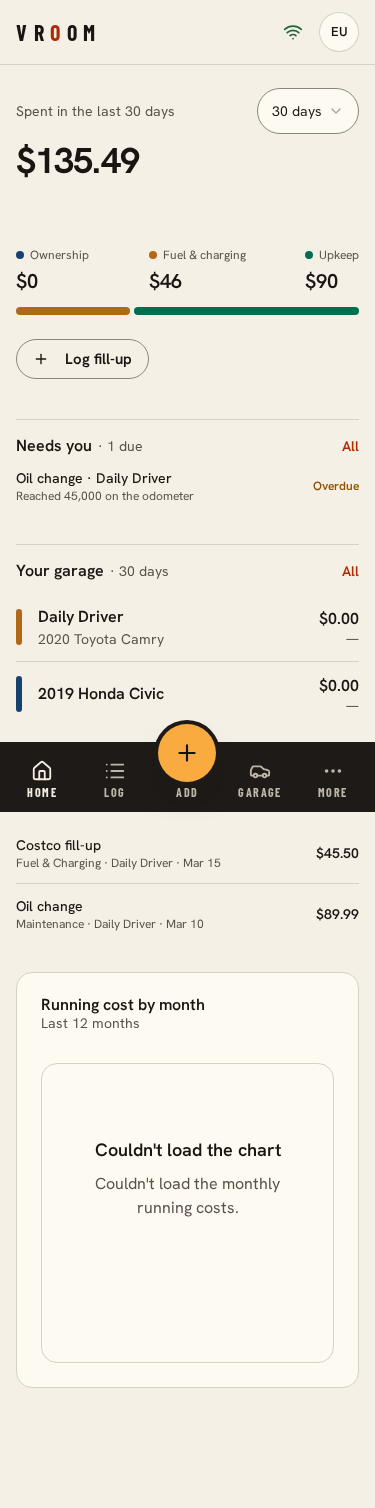 VROOM
EU
Spent in the last 30 days
30 days
$135.49
Ownership
Fuel & charging
Upkeep
$0
$46
$90
Log fill-up
Needs you · 1 due
All
Oil change · Daily Driver
Reached 45,000 on the odometer
Overdue
Your garage · 30 days
All
Daily Driver
$0.00
2020 Toyota Camry
—
2019 Honda Civic
$0.00
—
HOME
LOG
ADD
GARAGE
MORE
Costco fill-up
Fuel & Charging · Daily Driver · Mar 15
$45.50
Oil change
Maintenance · Daily Driver · Mar 10
$89.99
Running cost by month
Last 12 months
Couldn't load the chart
Couldn't load the monthly
running costs.